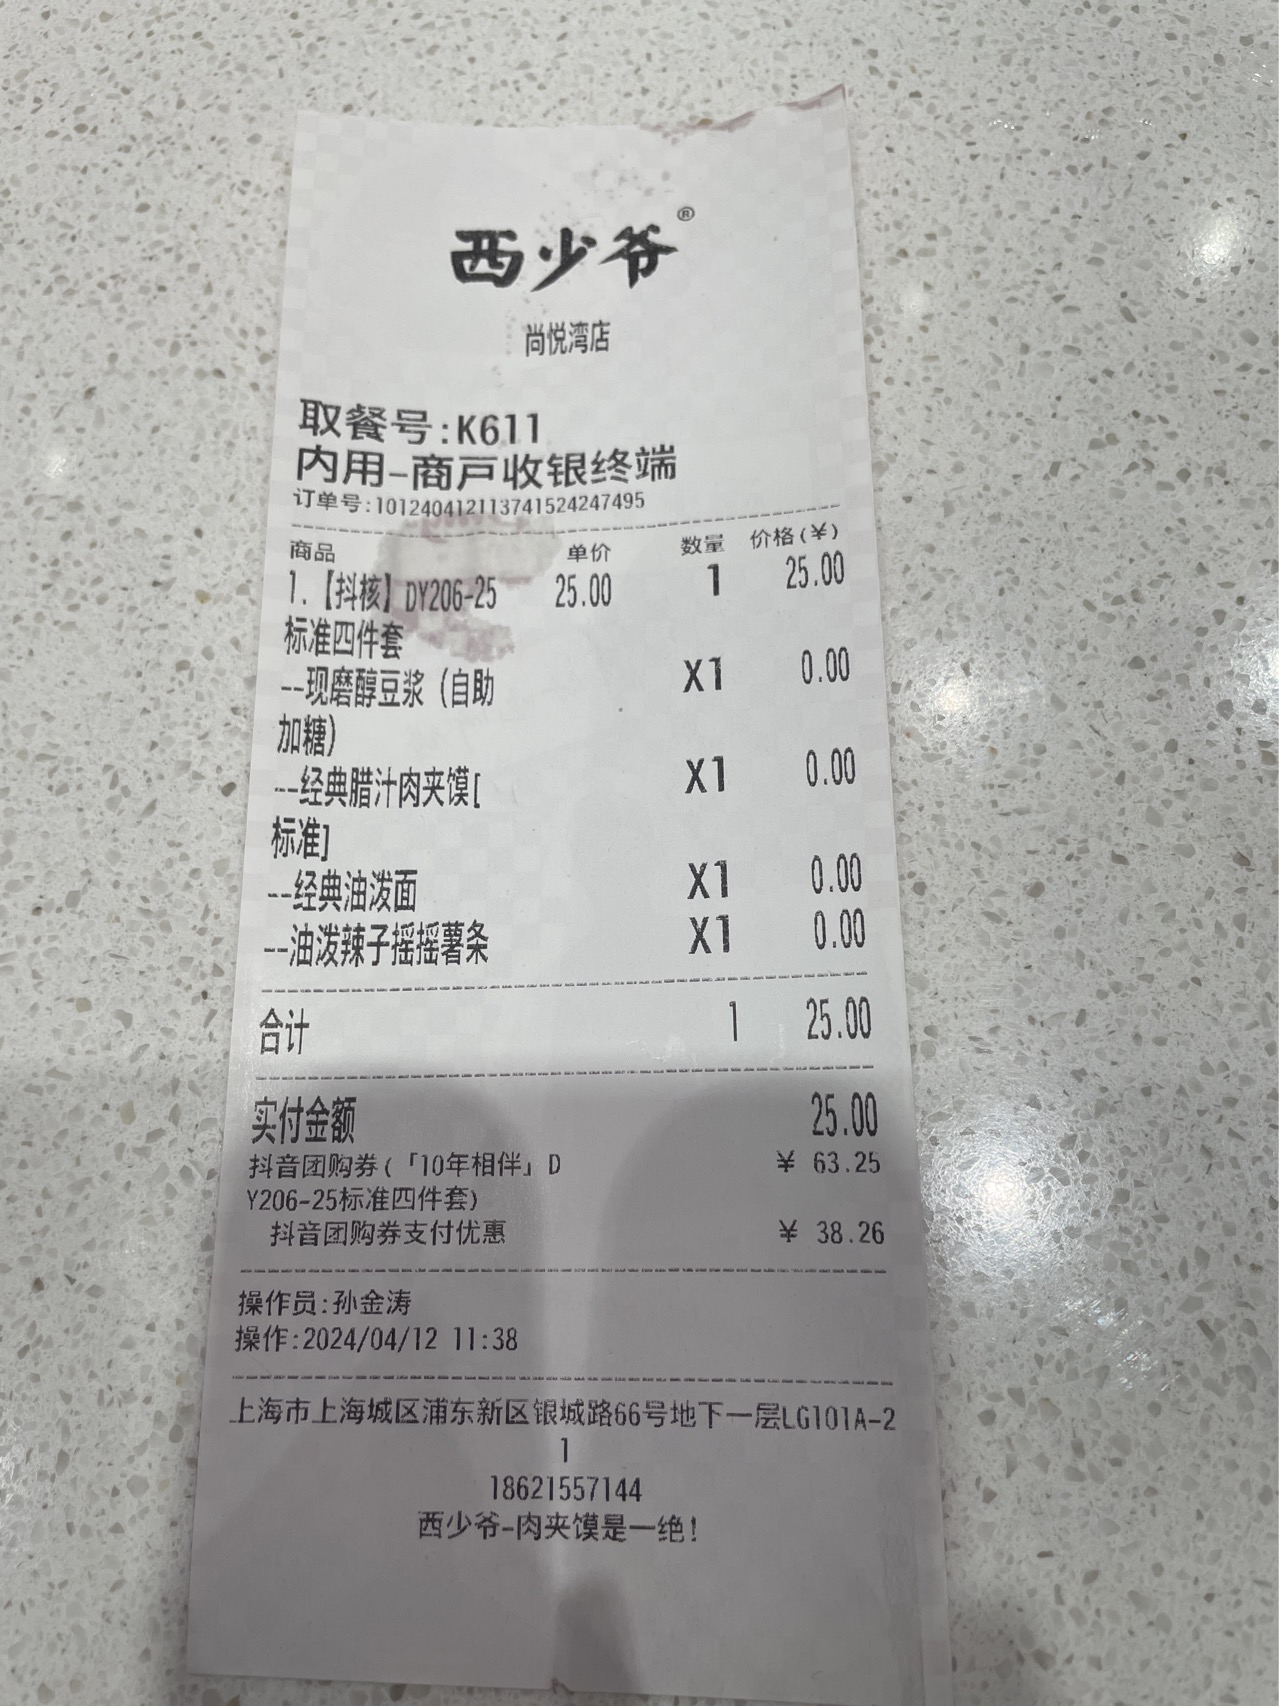 西少爷®
尚悦湾店
取餐号:K611
内用-商户收银终端
订单号:101240412113741524247495
商品 单价 数量 价格(¥)
1.【抖核】DY206-25 25.00 1 25.00
标准四件套
--现磨醇豆浆（自助 X1 0.00
加糖）
--经典腊汁肉夹馍[ X1 0.00
标准]
--经典油泼面 X1 0.00
--油泼辣子摇摇薯条 X1 0.00
合计 1 25.00
实付金额 25.00
抖音团购券(「10年相伴」D ¥ 63.25
Y206-25标准四件套)
抖音团购券支付优惠 ¥ 38.26
操作员:孙金涛
操作:2024/04/12 11:38
上海市上海城区浦东新区银城路66号地下一层LG101A-2
1
18621557144
西少爷-肉夹馍是一绝!